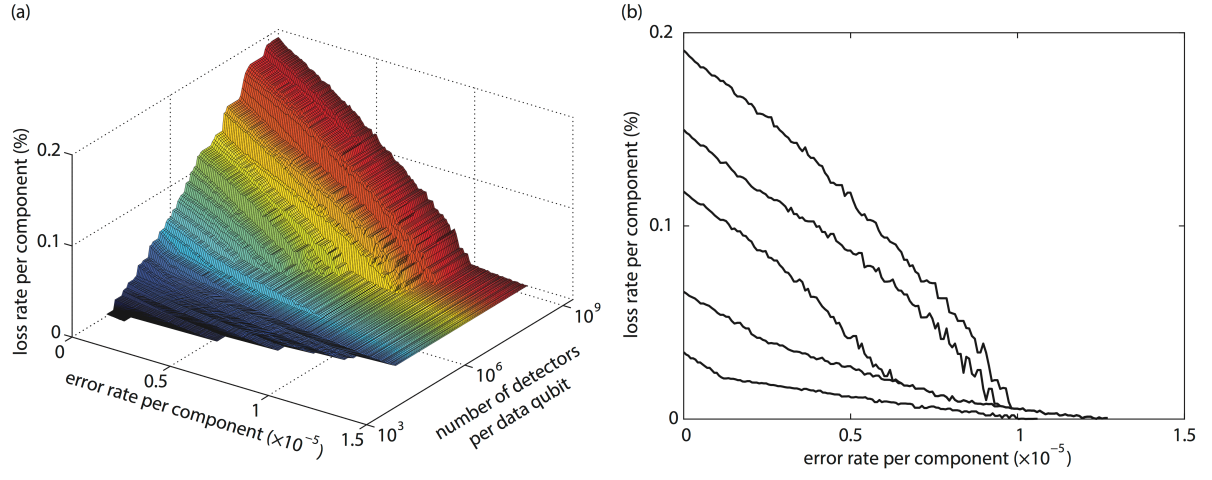 (a)
0.2
0.1
0
loss rate per component (%)
0
0.5
1
1.5
error rate per component (×10⁻⁵)
10³
10⁶
10⁹
number of detectors
per data qubit
(b)
0.2
0.1
0
loss rate per component (%)
0
0.5
1
1.5
error rate per component (×10⁻⁵)